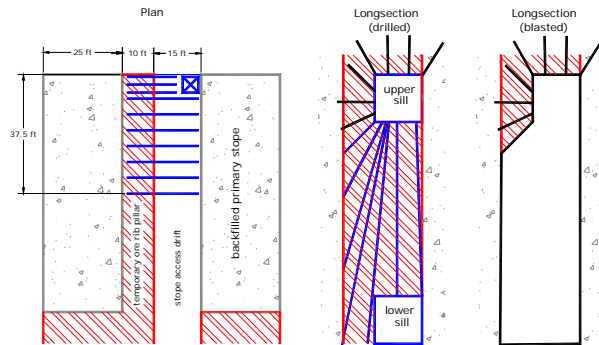 Plan
Longsection
(drilled)
Longsection
(blasted)
25 ft
10 ft
15 ft
37.5 ft
temporary ore rib pillar
stope access drift
backfilled primary stope
upper
sill
lower
sill